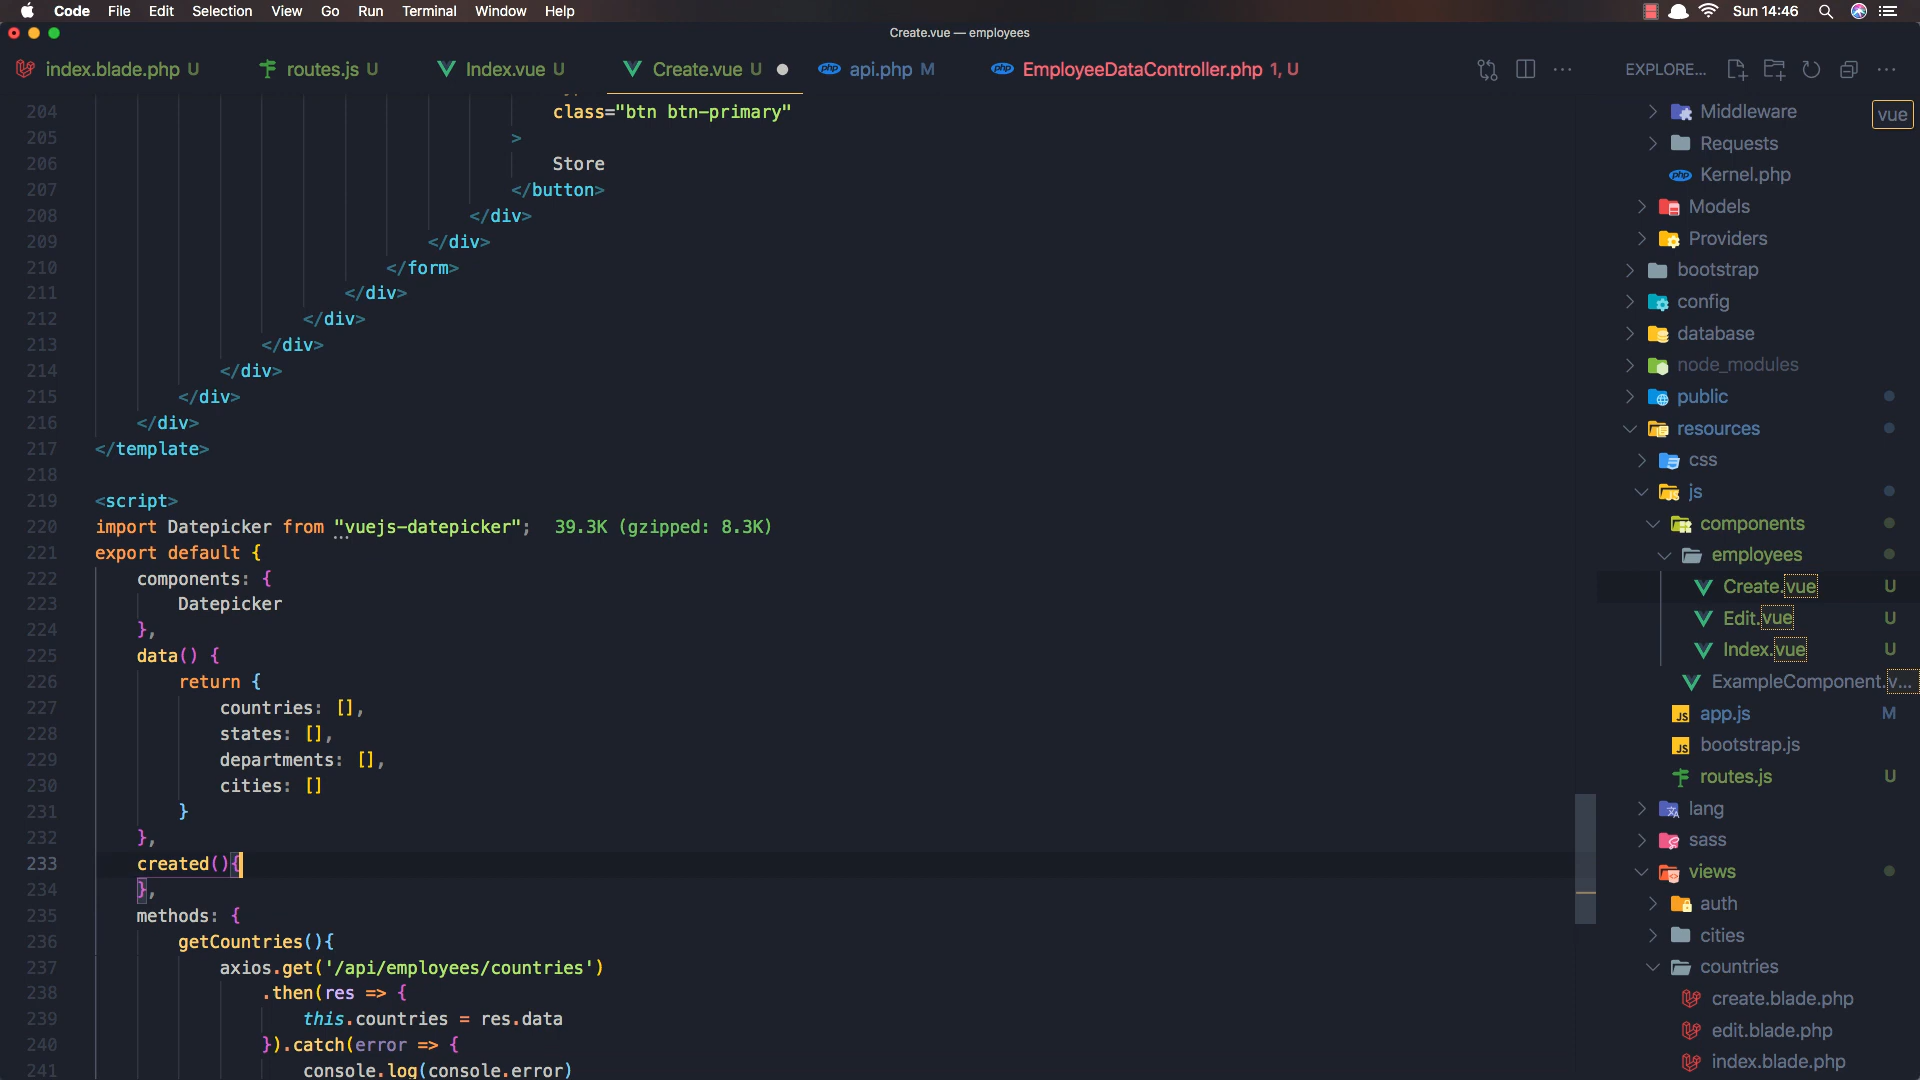 Code File Edit Selection View Go Run Terminal Window Help Sun 14:46
Create.vue — employees
index.blade.php U routes.js U Index.vue U Create.vue U api.php M EmployeeDataController.php 1, U EXPLORE...
204 class="btn btn-primary"
205 >
206 Store
207 </button>
208 </div>
209 </div>
210 </form>
211 </div>
212 </div>
213 </div>
214 </div>
215 </div>
216 </div>
217 </template>
218
219 <script>
220 import Datepicker from "vuejs-datepicker"; 39.3K (gzipped: 8.3K)
221 export default {
222 components: {
223 Datepicker
224 },
225 data() {
226 return {
227 countries: [],
228 states: [],
229 departments: [],
230 cities: []
231 }
232 },
233 created(){
234 },
235 methods: {
236 getCountries(){
237 axios.get('/api/employees/countries')
238 .then(res => {
239 this.countries = res.data
240 }).catch(error => {
241 console.log(console.error)
vue
Middleware
Requests
php Kernel.php
Models
Providers
bootstrap
config
database
node_modules
public
resources
css
js
components
employees
Create.vue U
Edit.vue U
Index.vue U
ExampleComponent.v...
JS app.js M
JS bootstrap.js
routes.js U
lang
sass
views
auth
cities
countries
create.blade.php
edit.blade.php
index.blade.php